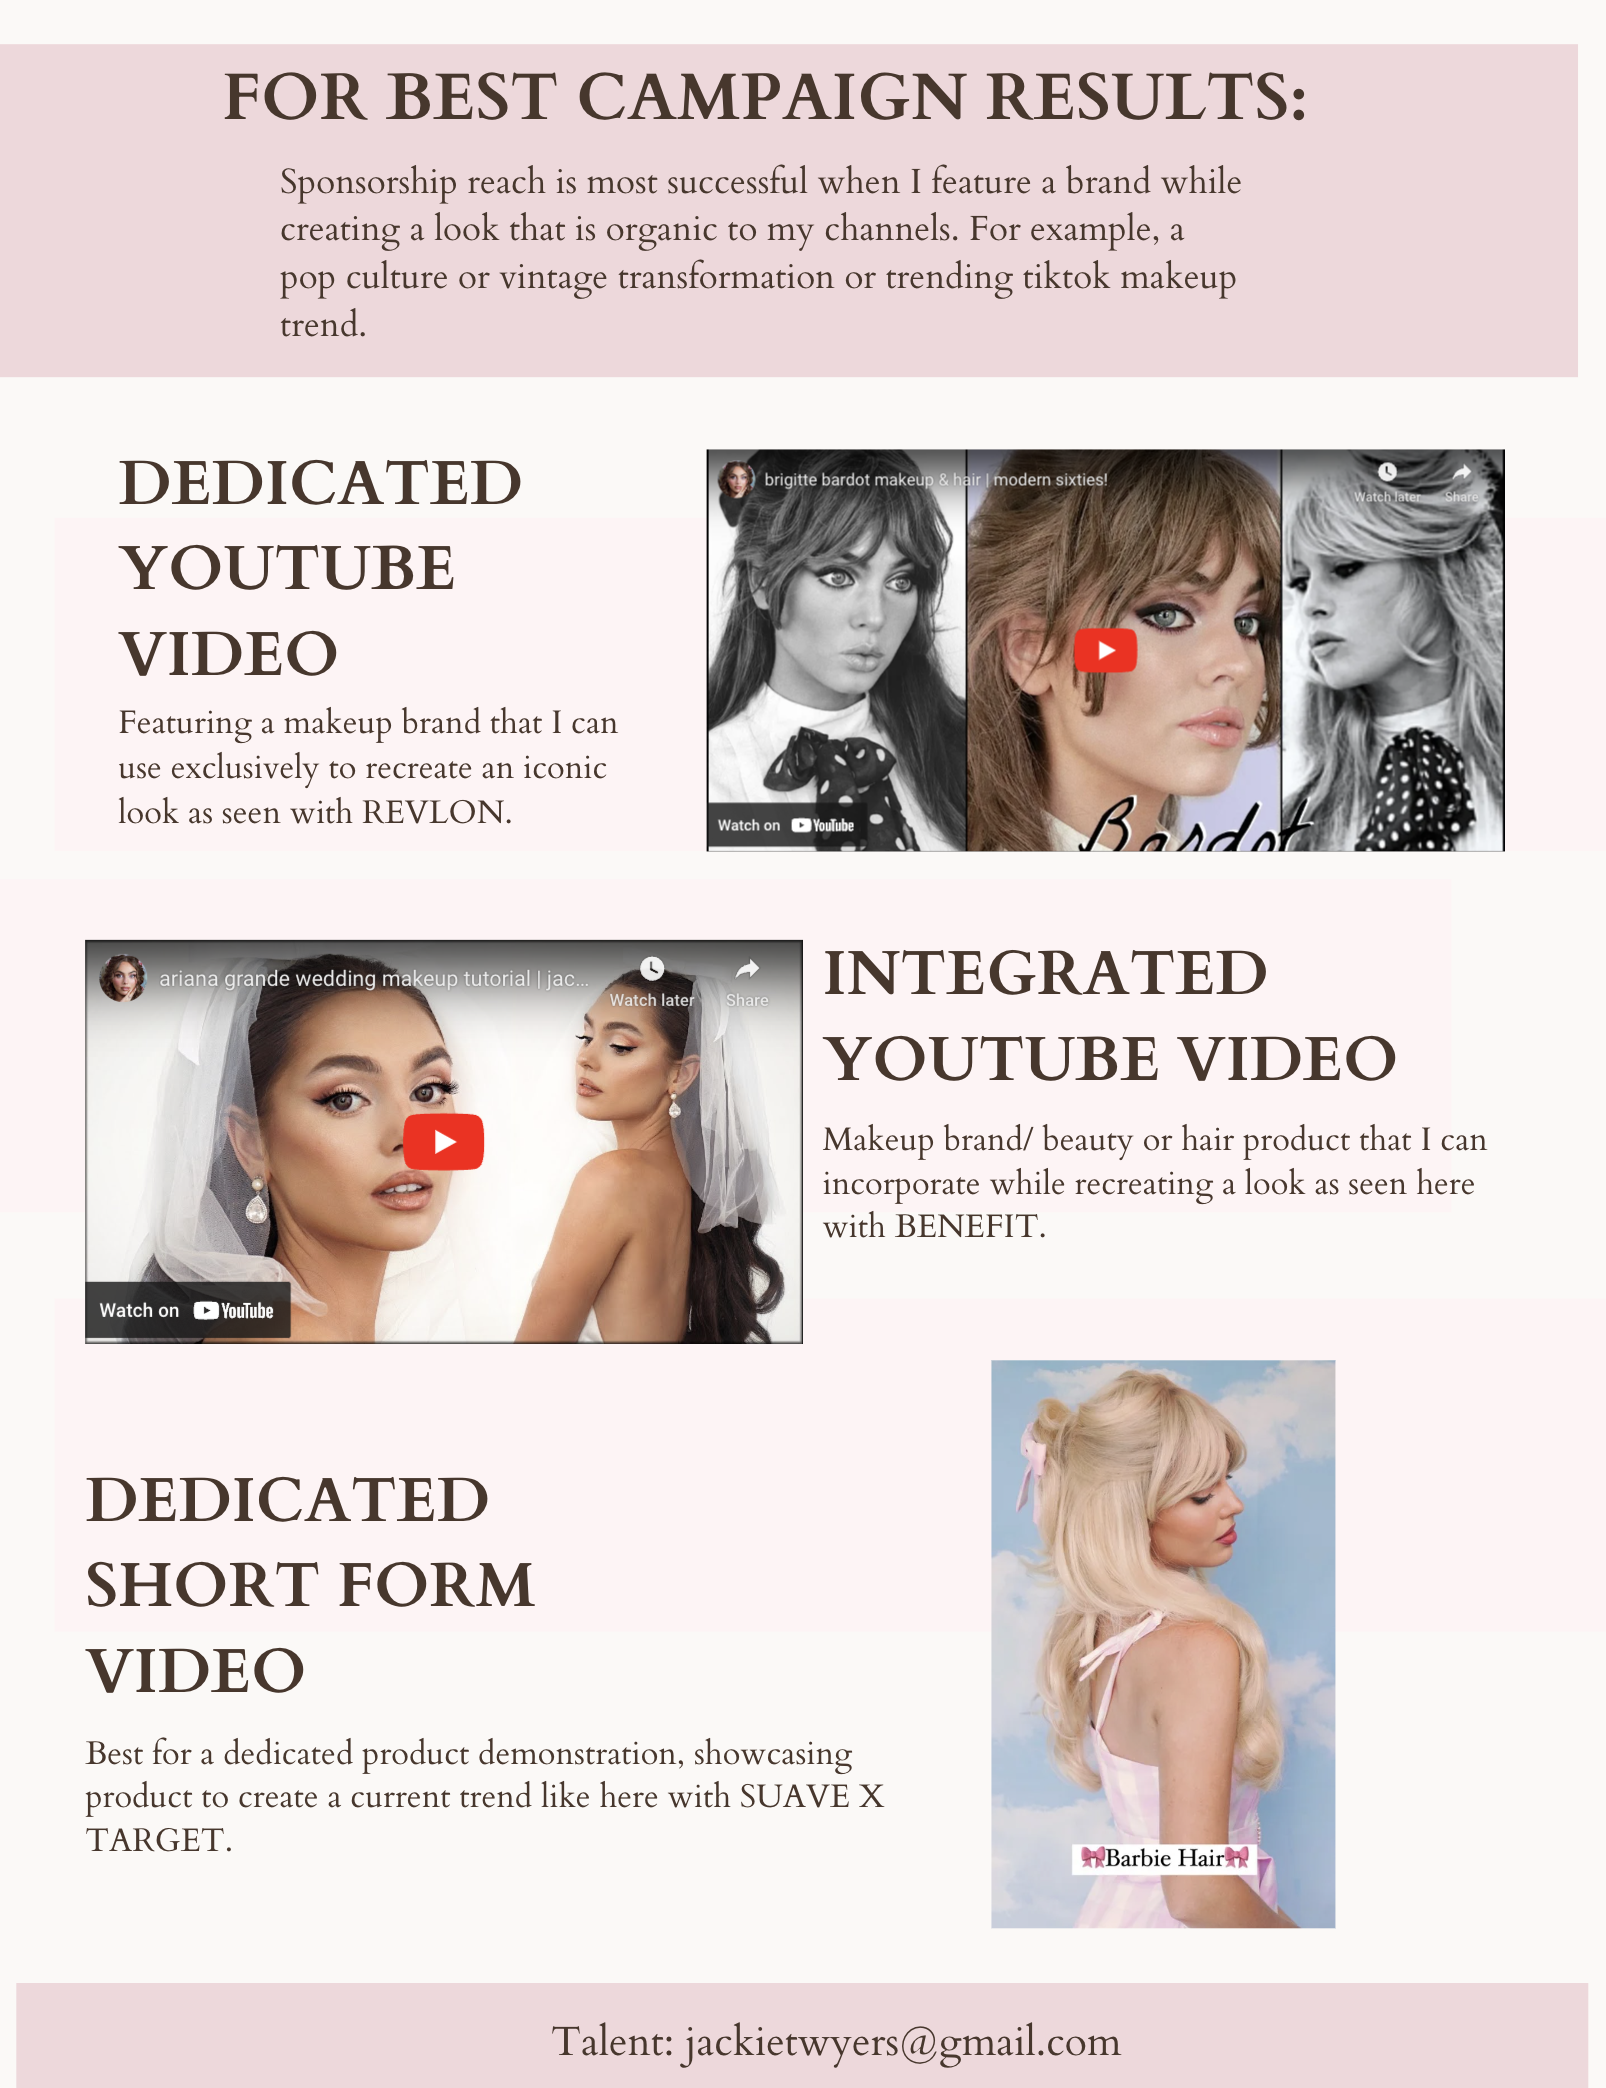 FOR BEST CAMPAIGN RESULTS:
Sponsorship reach is most successful when I feature a brand while
creating a look that is organic to my channels. For example, a
pop culture or vintage transformation or trending tiktok makeup
trend.
DEDICATED
YOUTUBE
VIDEO
Featuring a makeup brand that I can
use exclusively to recreate an iconic
look as seen with REVLON.
brigitte bardot makeup & hair | modern sixties!
Watch later
Share
Bardot
Watch on YouTube
ariana grande wedding makeup tutorial | jac...
Watch later
Share
Watch on YouTube
INTEGRATED
YOUTUBE VIDEO
Makeup brand/ beauty or hair product that I can
incorporate while recreating a look as seen here
with BENEFIT.
DEDICATED
SHORT FORM
VIDEO
Best for a dedicated product demonstration, showcasing
product to create a current trend like here with SUAVE X
TARGET.
🎀Barbie Hair🎀
Talent: jackietwyers@gmail.com